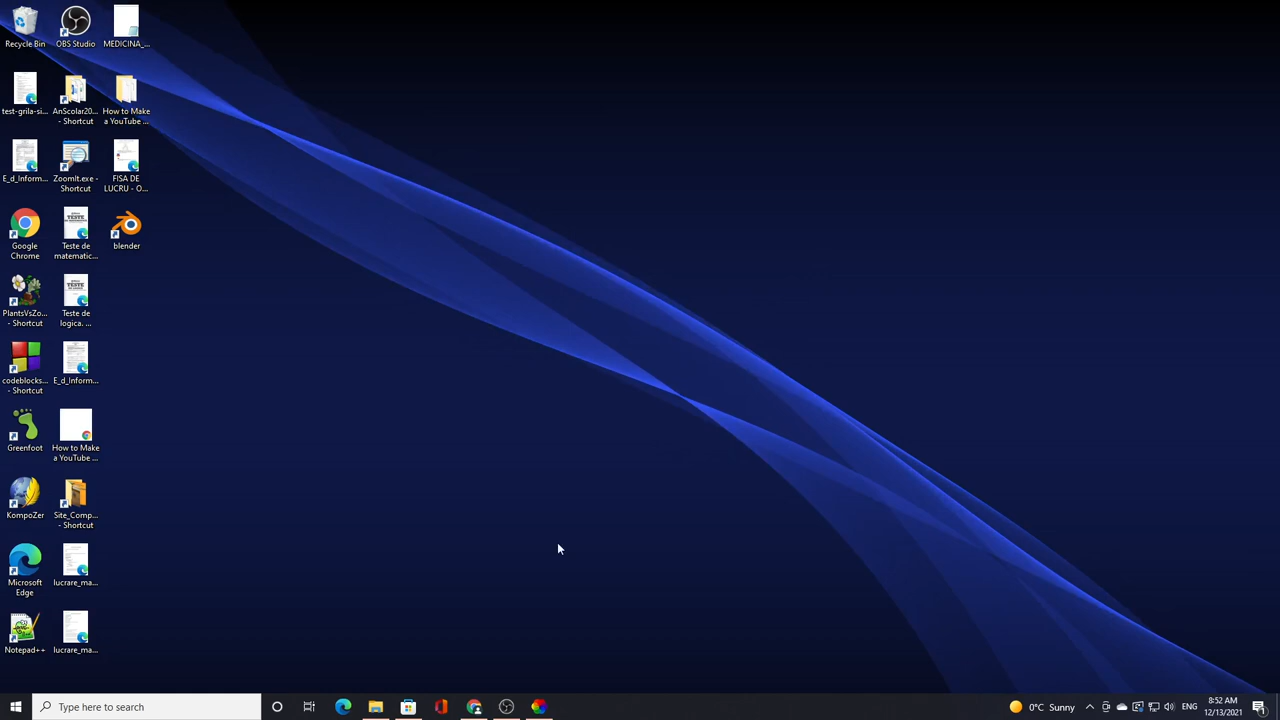 Recycle Bin
OBS Studio
MEDICINA_...
test-grila-si...
AnScolar20...
- Shortcut
How to Make
a YouTube ...
E_d_Inform...
ZoomIt.exe -
Shortcut
FISA DE
LUCRU - O...
Google
Chrome
Teste de
matematic...
blender
PlantsVsZo...
- Shortcut
Teste de
logica. ...
codeblocks...
- Shortcut
E_d_Inform...
Greenfoot
How to Make
a YouTube ...
KompoZer
Site_Comp...
- Shortcut
Microsoft
Edge
lucrare_ma...
Notepad++
lucrare_ma...
Type here to search
0°C Sunny
ENG
8:52 AM
12/13/2021